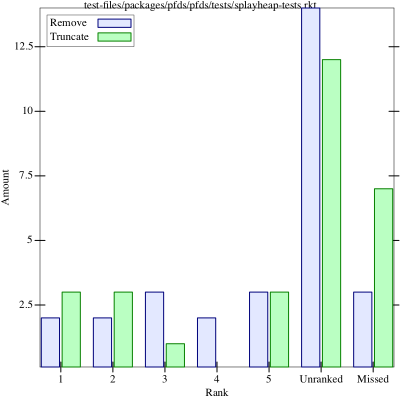 test-files/packages/pfds/pfds/tests/splayheap-tests.rkt
Remove
Truncate
12.5
10
7.5
5
2.5
Amount
1 2 3 4 5 Unranked Missed
Rank